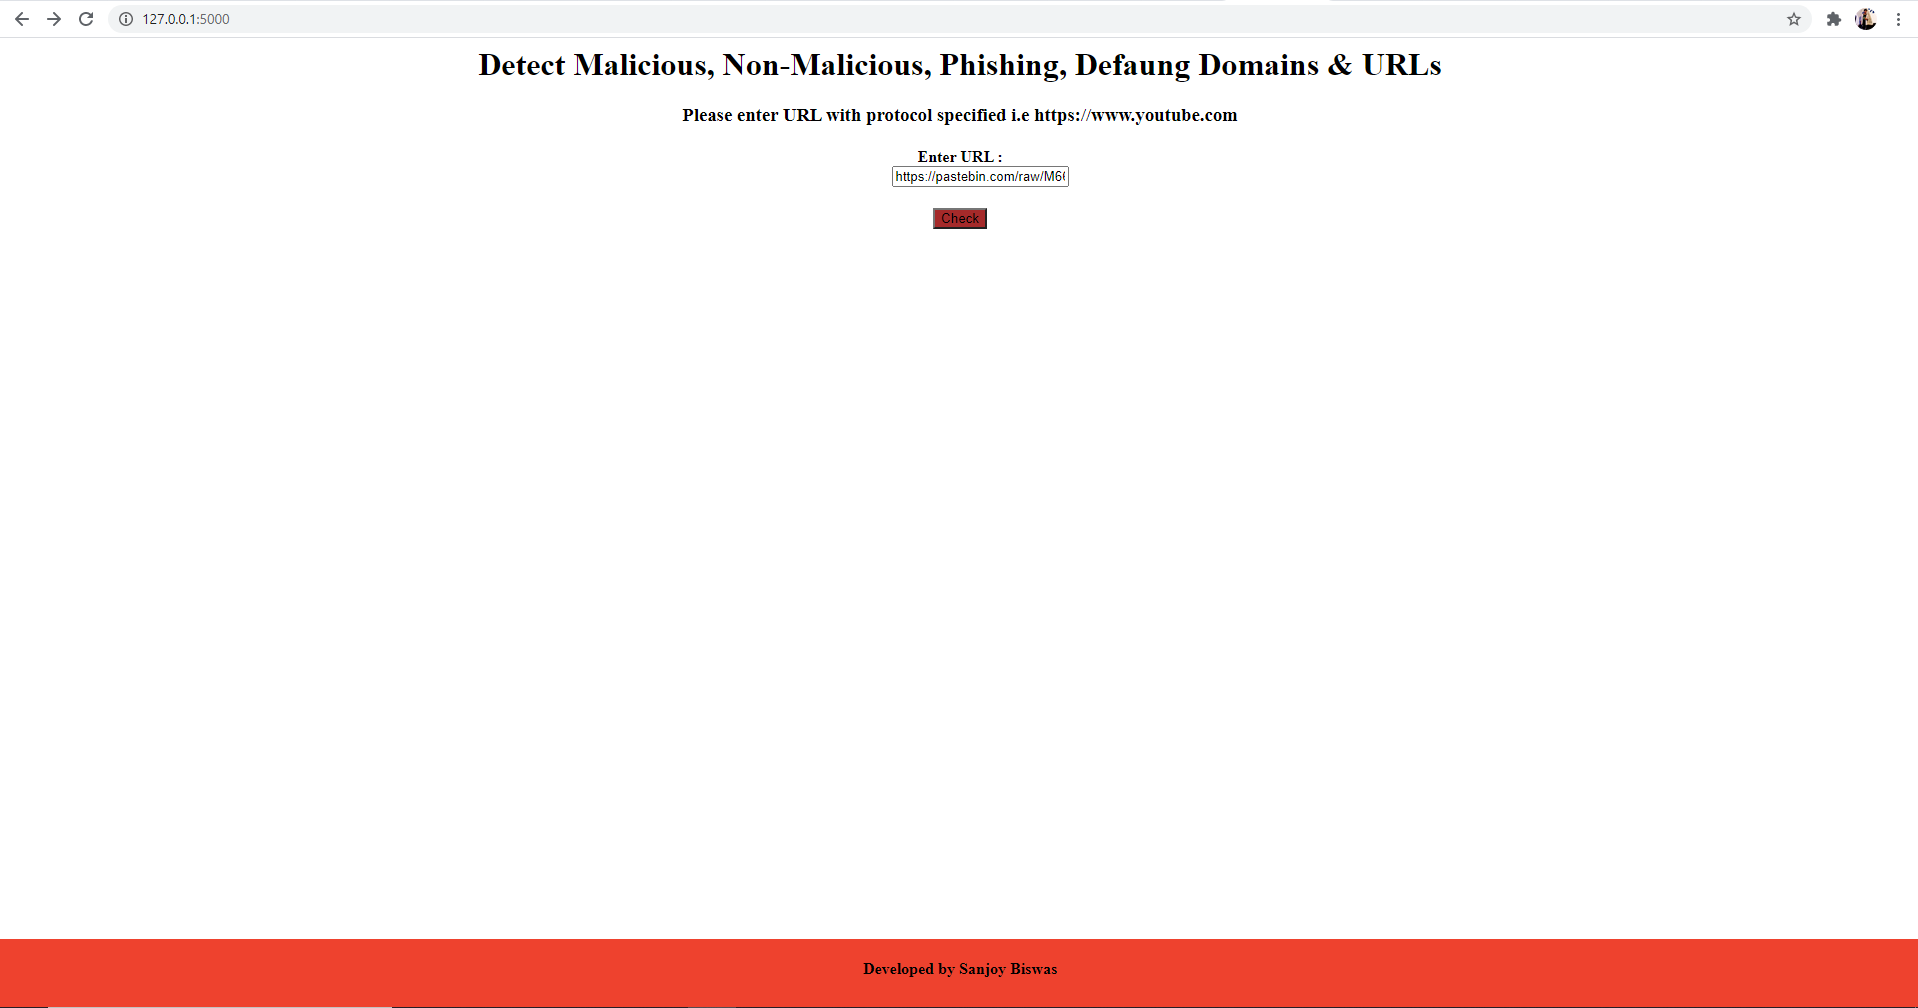 127.0.0.1:5000
Detect Malicious, Non-Malicious, Phishing, Defaung Domains & URLs
Please enter URL with protocol specified i.e https://www.youtube.com
Enter URL :
https://pastebin.com/raw/M6
Check
Developed by Sanjoy Biswas